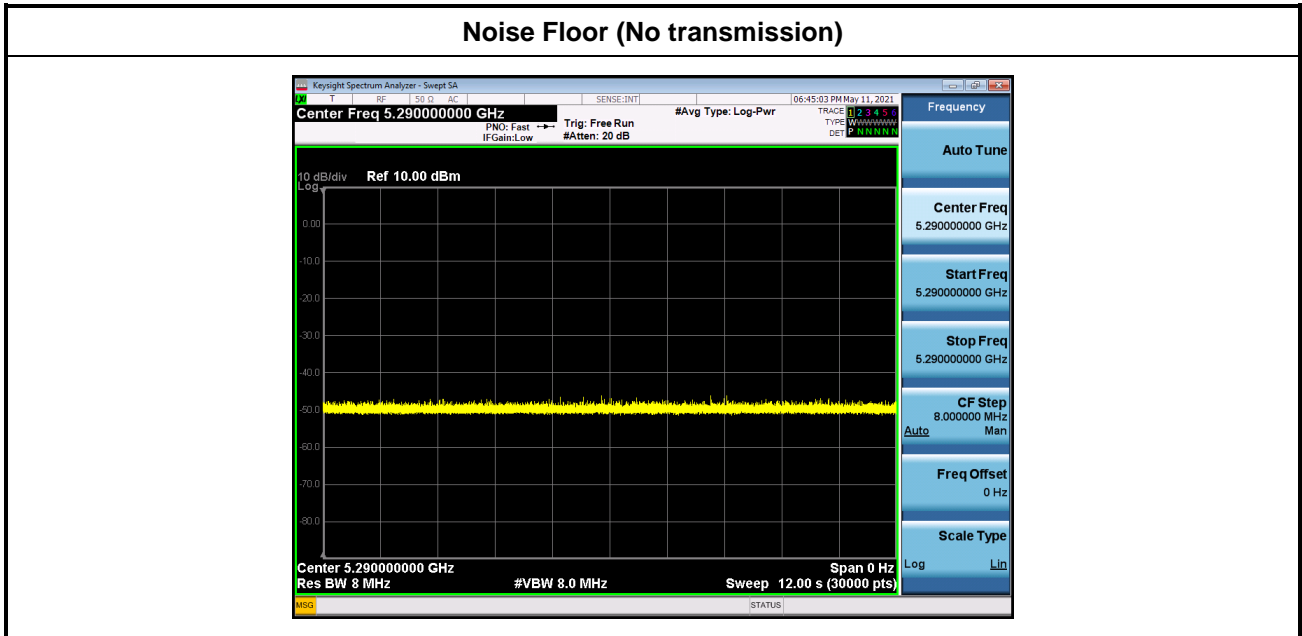 Noise Floor (No transmission)
Keysight Spectrum Analyzer - Swept SA
T RF 50 Ω AC SENSE:INT 06:45:03 PM May 11, 2021
Center Freq 5.290000000 GHz
PNO: Fast
IFGain:Low
Trig: Free Run
#Atten: 20 dB
#Avg Type: Log-Pwr
TRACE 1 2 3 4 5 6
TYPE WWWWWW
DET P N N N N N
10 dB/div
Log
Ref 10.00 dBm
0.00
-10.0
-20.0
-30.0
-40.0
-50.0
-60.0
-70.0
-80.0
Center 5.290000000 GHz
Span 0 Hz
Res BW 8 MHz
#VBW 8.0 MHz
Sweep 12.00 s (30000 pts)
MSG
STATUS
Frequency
Auto Tune
Center Freq
5.290000000 GHz
Start Freq
5.290000000 GHz
Stop Freq
5.290000000 GHz
CF Step
8.000000 MHz
Auto Man
Freq Offset
0 Hz
Scale Type
Log Lin